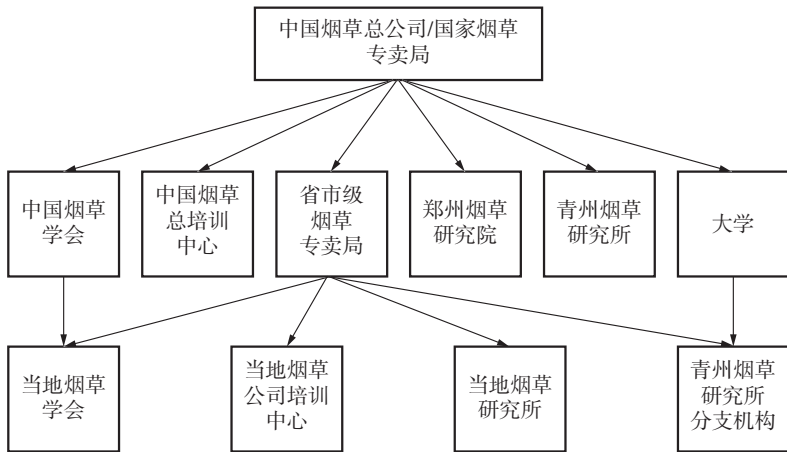 中国烟草总公司/国家烟草
专卖局
中国烟草
学会
中国烟草
总培训
中心
省市级
烟草
专卖局
郑州烟草
研究院
青州烟草
研究所
大学
当地烟草
学会
当地烟草
公司培训
中心
当地烟草
研究所
青州烟草
研究所
分支机构